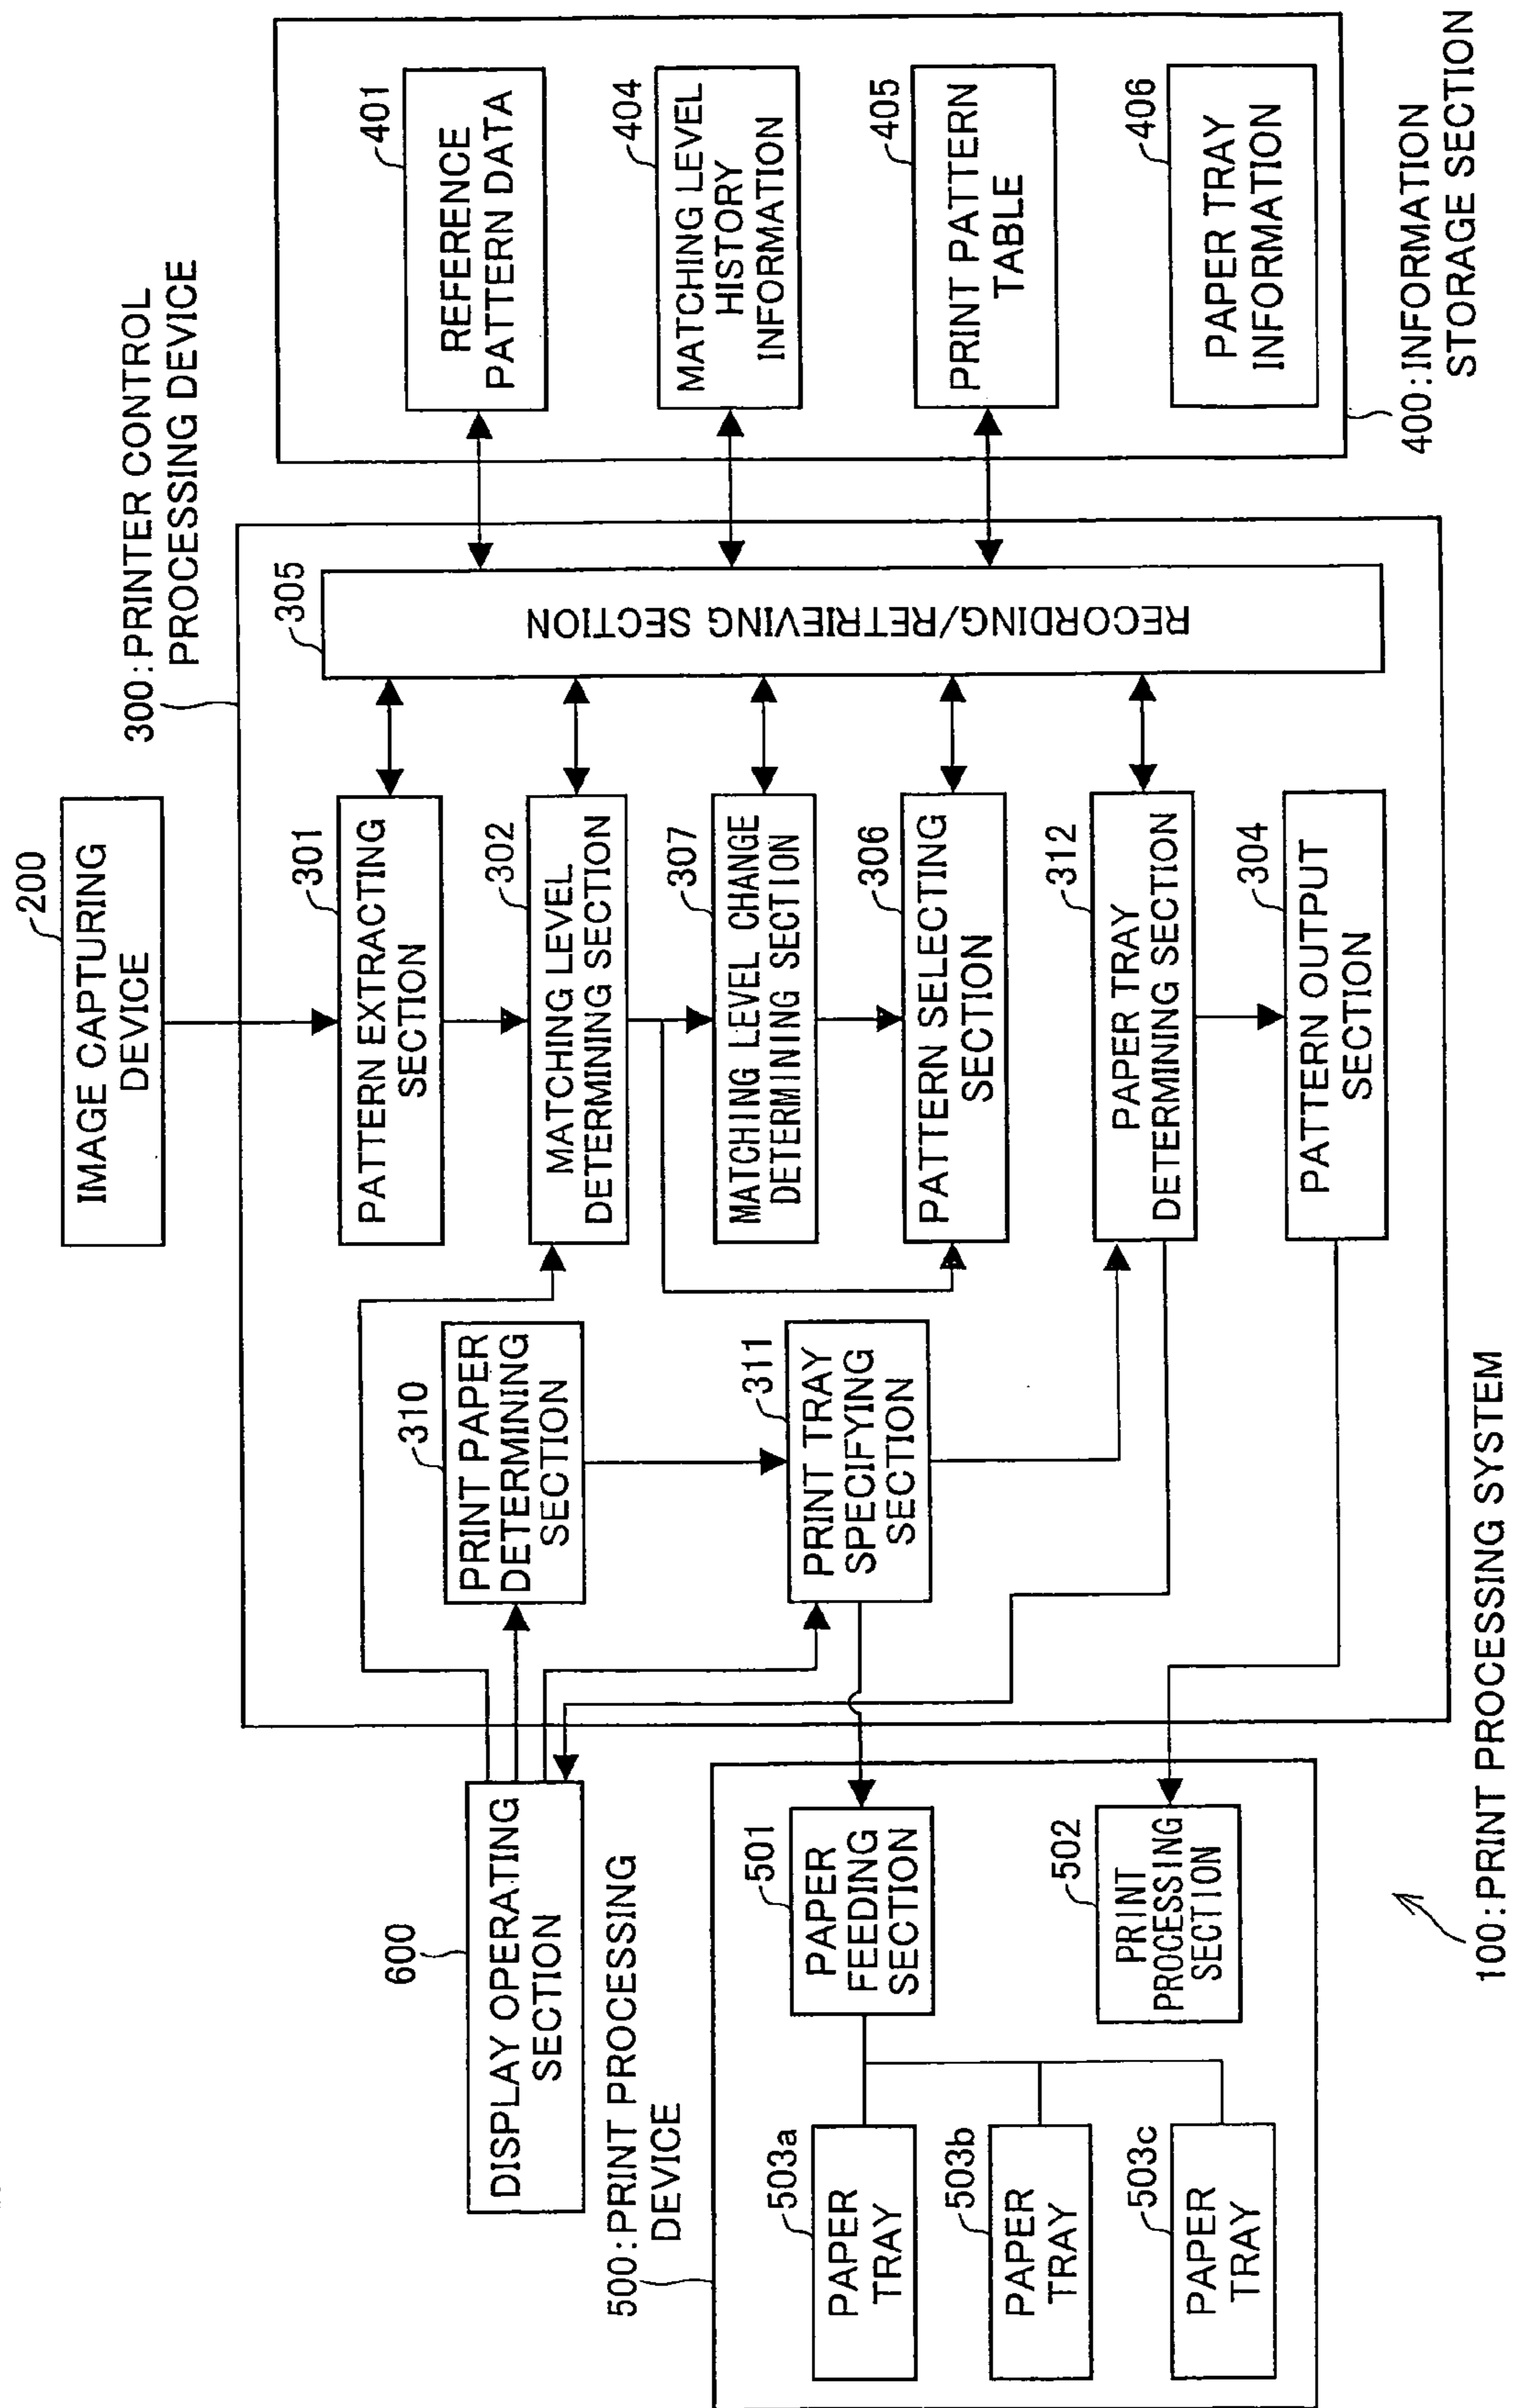 200
IMAGE CAPTURING
DEVICE
300:PRINTER CONTROL
PROCESSING DEVICE
301
PATTERN EXTRACTING
SECTION
302
MATCHING LEVEL
DETERMINING SECTION
307
MATCHING LEVEL CHANGE
DETERMINING SECTION
306
PATTERN SELECTING
SECTION
312
PAPER TRAY
DETERMINING SECTION
304
PATTERN OUTPUT
SECTION
305
RECORDING/RETRIEVING SECTION
310
PRINT PAPER
DETERMINING
SECTION
311
PRINT TRAY
SPECIFYING
SECTION
401
REFERENCE
PATTERN DATA
404
MATCHING LEVEL
HISTORY
INFORMATION
405
PRINT PATTERN
TABLE
406
PAPER TRAY
INFORMATION
400:INFORMATION
STORAGE SECTION
600
DISPLAY OPERATING
SECTION
500:PRINT PROCESSING
DEVICE
501
PAPER
FEEDING
SECTION
502
PRINT
PROCESSING
SECTION
503a
PAPER
TRAY
503b
PAPER
TRAY
503c
PAPER
TRAY
100:PRINT PROCESSING SYSTEM